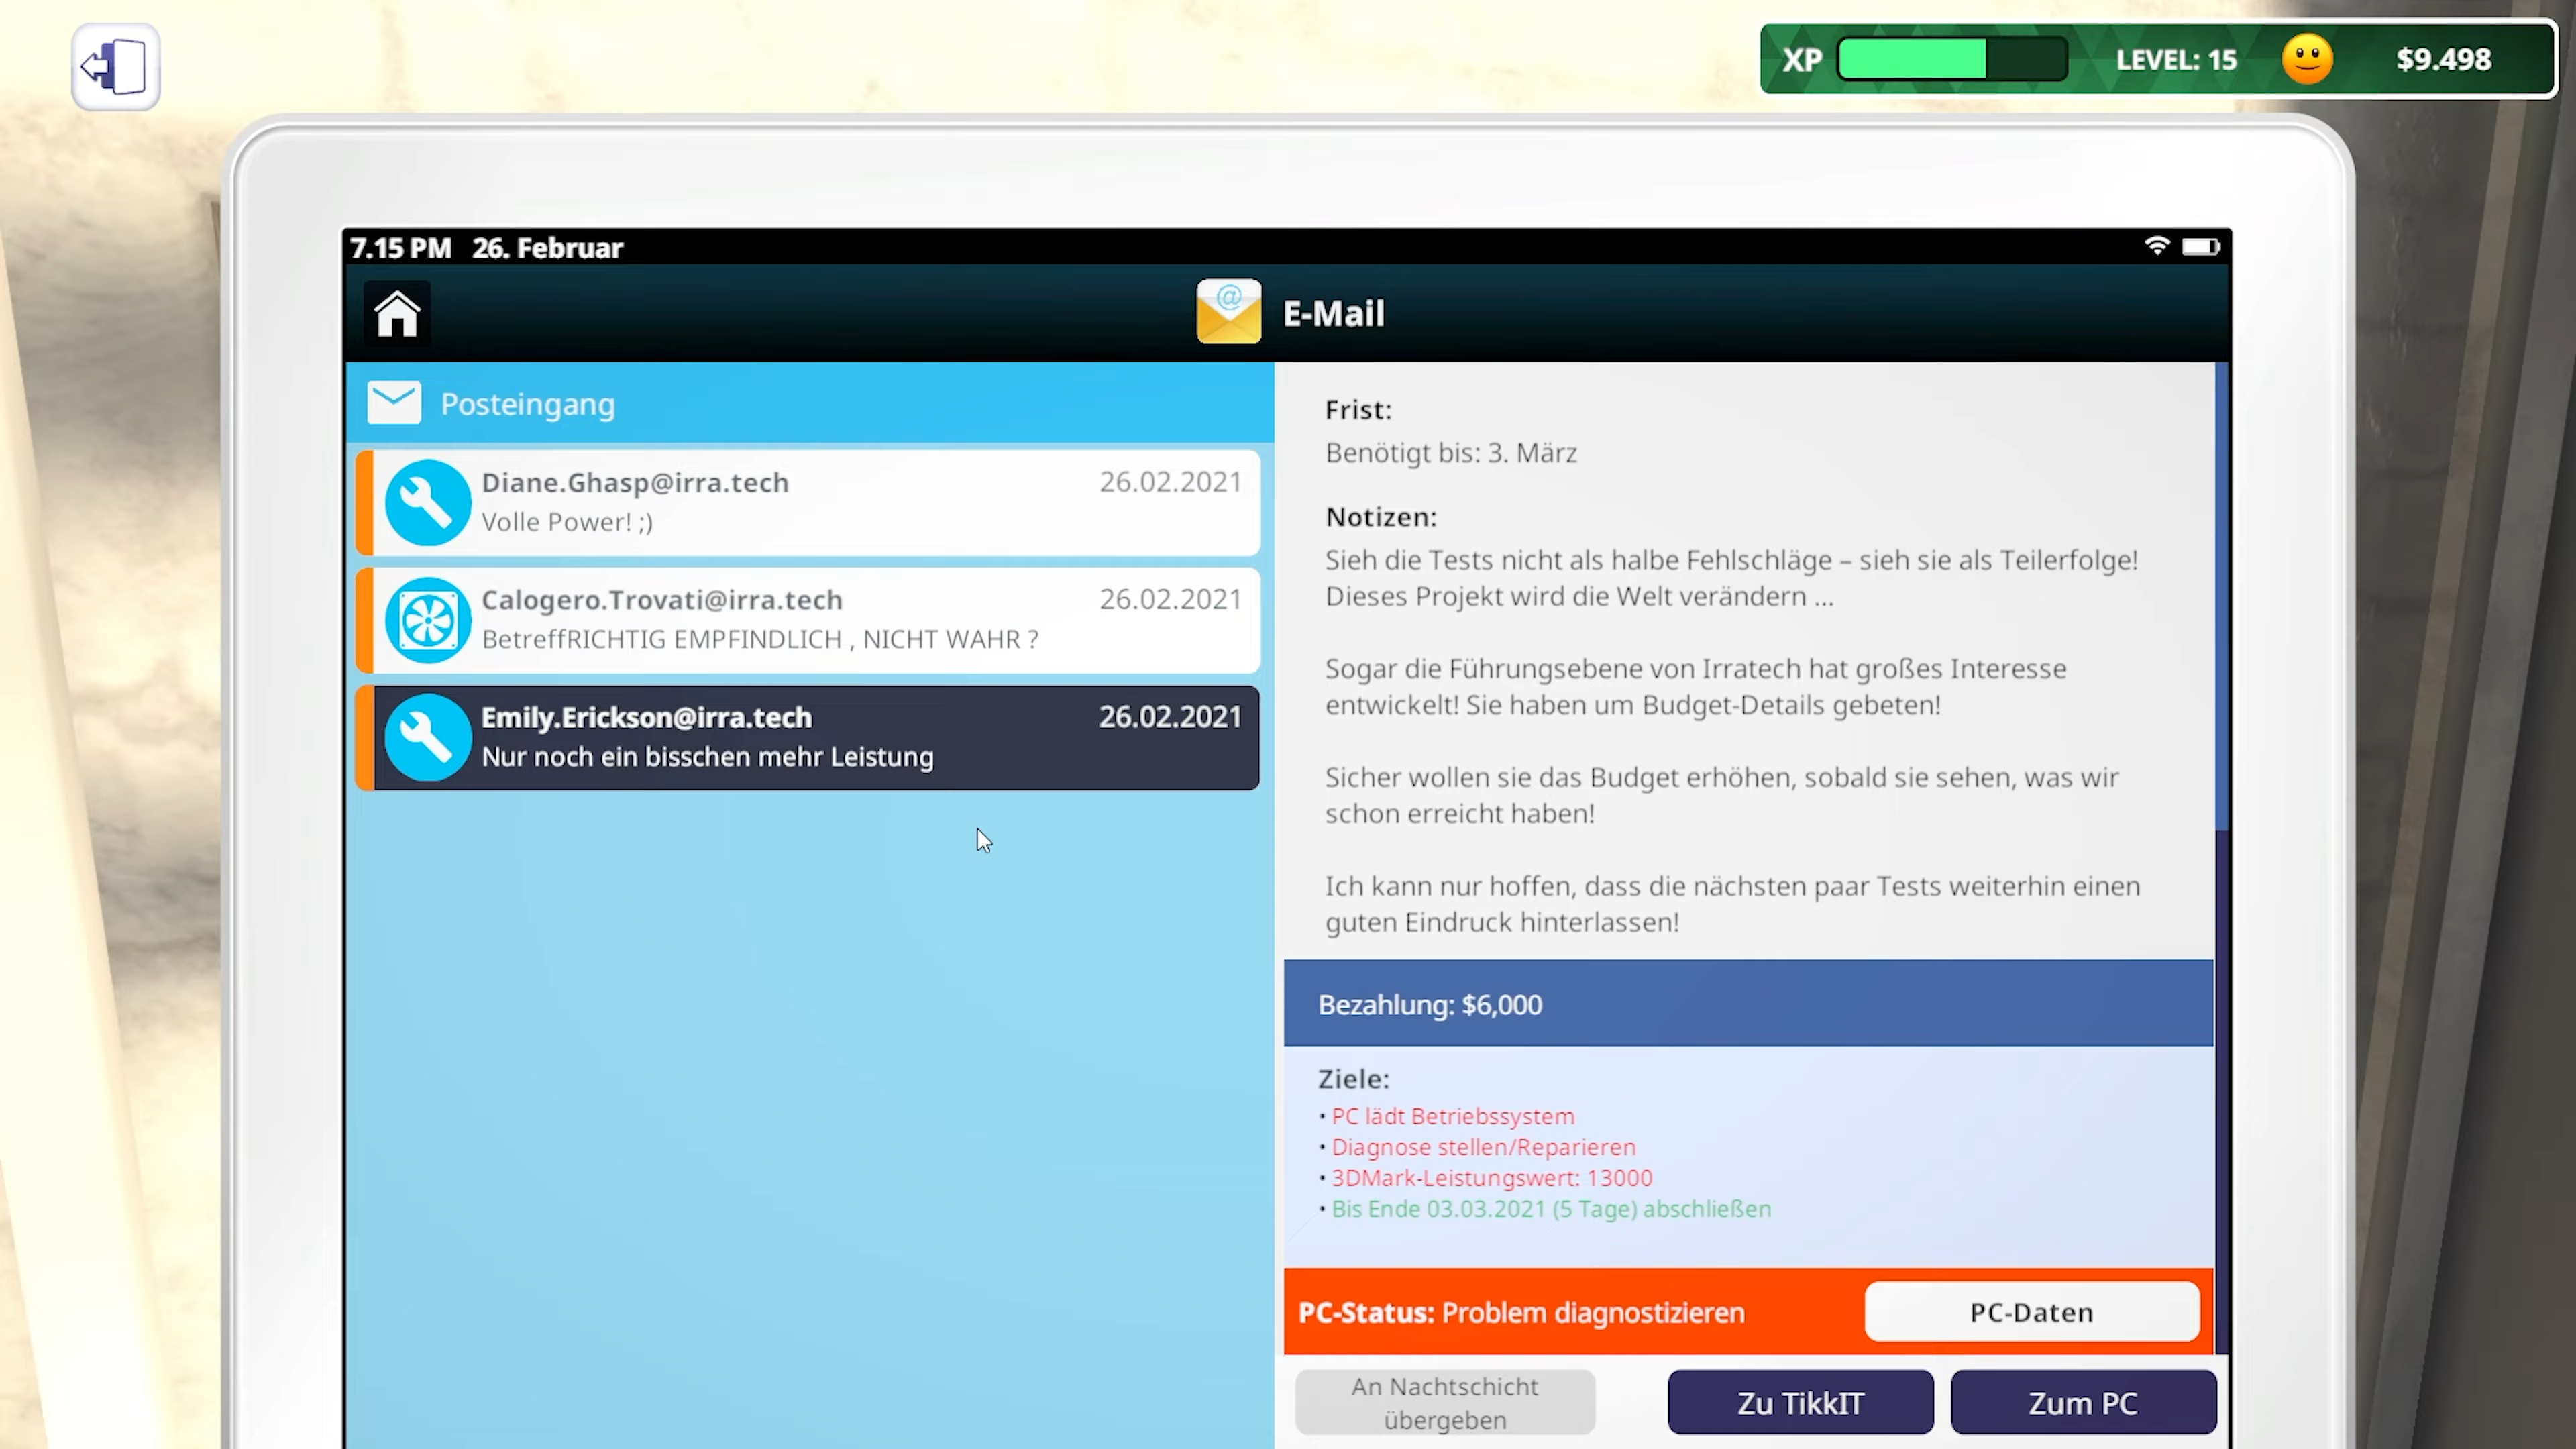 XP
LEVEL: 15
$9.498
7.15 PM 26. Februar
E-Mail
Posteingang
Diane.Ghasp@irra.tech 26.02.2021
Volle Power! ;)
Calogero.Trovati@irra.tech 26.02.2021
BetreffRICHTIG EMPFINDLICH , NICHT WAHR ?
Emily.Erickson@irra.tech 26.02.2021
Nur noch ein bisschen mehr Leistung
Frist:
Benötigt bis: 3. März
Notizen:
Sieh die Tests nicht als halbe Fehlschläge – sieh sie als Teilerfolge!
Dieses Projekt wird die Welt verändern ...
Sogar die Führungsebene von Irratech hat großes Interesse
entwickelt! Sie haben um Budget-Details gebeten!
Sicher wollen sie das Budget erhöhen, sobald sie sehen, was wir
schon erreicht haben!
Ich kann nur hoffen, dass die nächsten paar Tests weiterhin einen
guten Eindruck hinterlassen!
Bezahlung: $6,000
Ziele:
• PC lädt Betriebssystem
• Diagnose stellen/Reparieren
• 3DMark-Leistungswert: 13000
• Bis Ende 03.03.2021 (5 Tage) abschließen
PC-Status: Problem diagnostizieren
PC-Daten
An Nachtschicht
übergeben
Zu TikkIT
Zum PC